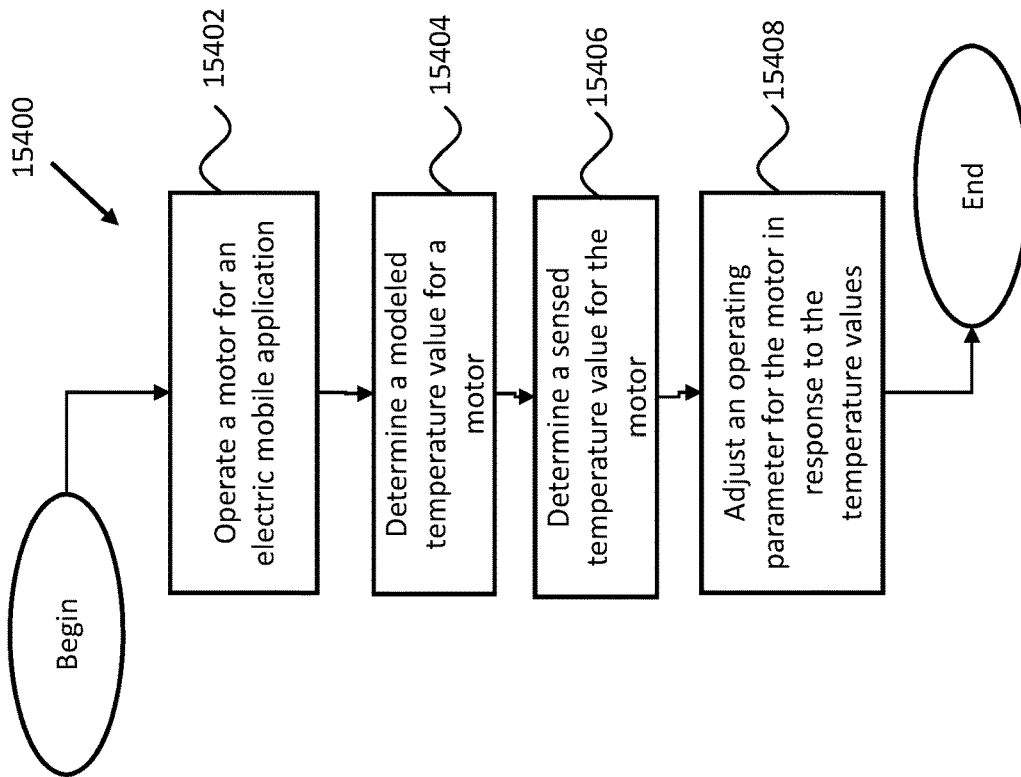 15400
Begin
Operate a motor for an
electric mobile application
15402
Determine a modeled
temperature value for a
motor
15404
Determine a sensed
temperature value for the
motor
15406
Adjust an operating
parameter for the motor in
response to the
temperature values
15408
End